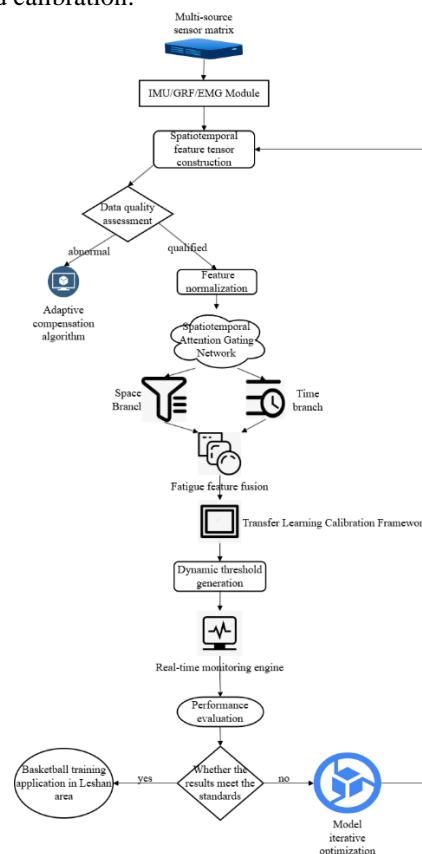 d calibration.
Multi-source
sensor matrix
IMU/GRF/EMG Module
Spatiotemporal
feature tensor
construction
Data quality
assessment
abnormal
qualified
Adaptive
compensation
algorithm
Feature
normalization
Spatiotemporal
Attention Gating
Network
Space
Branch
Time
branch
Fatigue feature fusion
Transfer Learning Calibration Framework
Dynamic threshold
generation
Real-time monitoring engine
Performance
evaluation
Whether the
results meet the
standards
yes
no
Basketball training
application in Leshan
area
Model
iterative
optimization